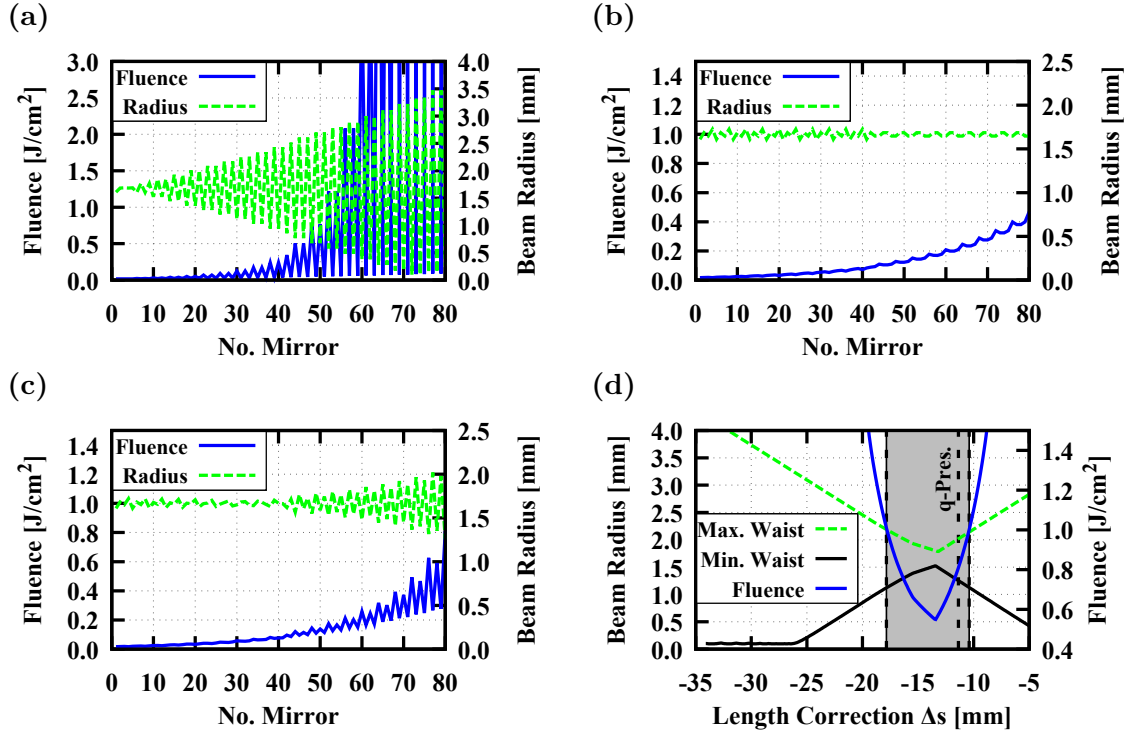 (a)
Fluence [J/cm²]
3.0
2.5
2.0
1.5
1.0
0.5
0.0
Fluence
Radius
4.0
3.5
3.0
2.5
2.0
1.5
1.0
0.5
0.0
Beam Radius [mm]
0 10 20 30 40 50 60 70 80
No. Mirror
(b)
Fluence [J/cm²]
1.4
1.2
1.0
0.8
0.6
0.4
0.2
0.0
Fluence
Radius
2.5
2.0
1.5
1.0
0.5
0.0
Beam Radius [mm]
0 10 20 30 40 50 60 70 80
No. Mirror
(c)
Fluence [J/cm²]
1.4
1.2
1.0
0.8
0.6
0.4
0.2
0.0
Fluence
Radius
2.5
2.0
1.5
1.0
0.5
0.0
Beam Radius [mm]
0 10 20 30 40 50 60 70 80
No. Mirror
(d)
Beam Radius [mm]
4.0
3.5
3.0
2.5
2.0
1.5
1.0
0.5
0.0
Max. Waist
Min. Waist
Fluence
q-Pres.
1.4
1.2
1.0
0.8
0.6
0.4
Fluence [J/cm²]
-35 -30 -25 -20 -15 -10 -5
Length Correction Δs [mm]